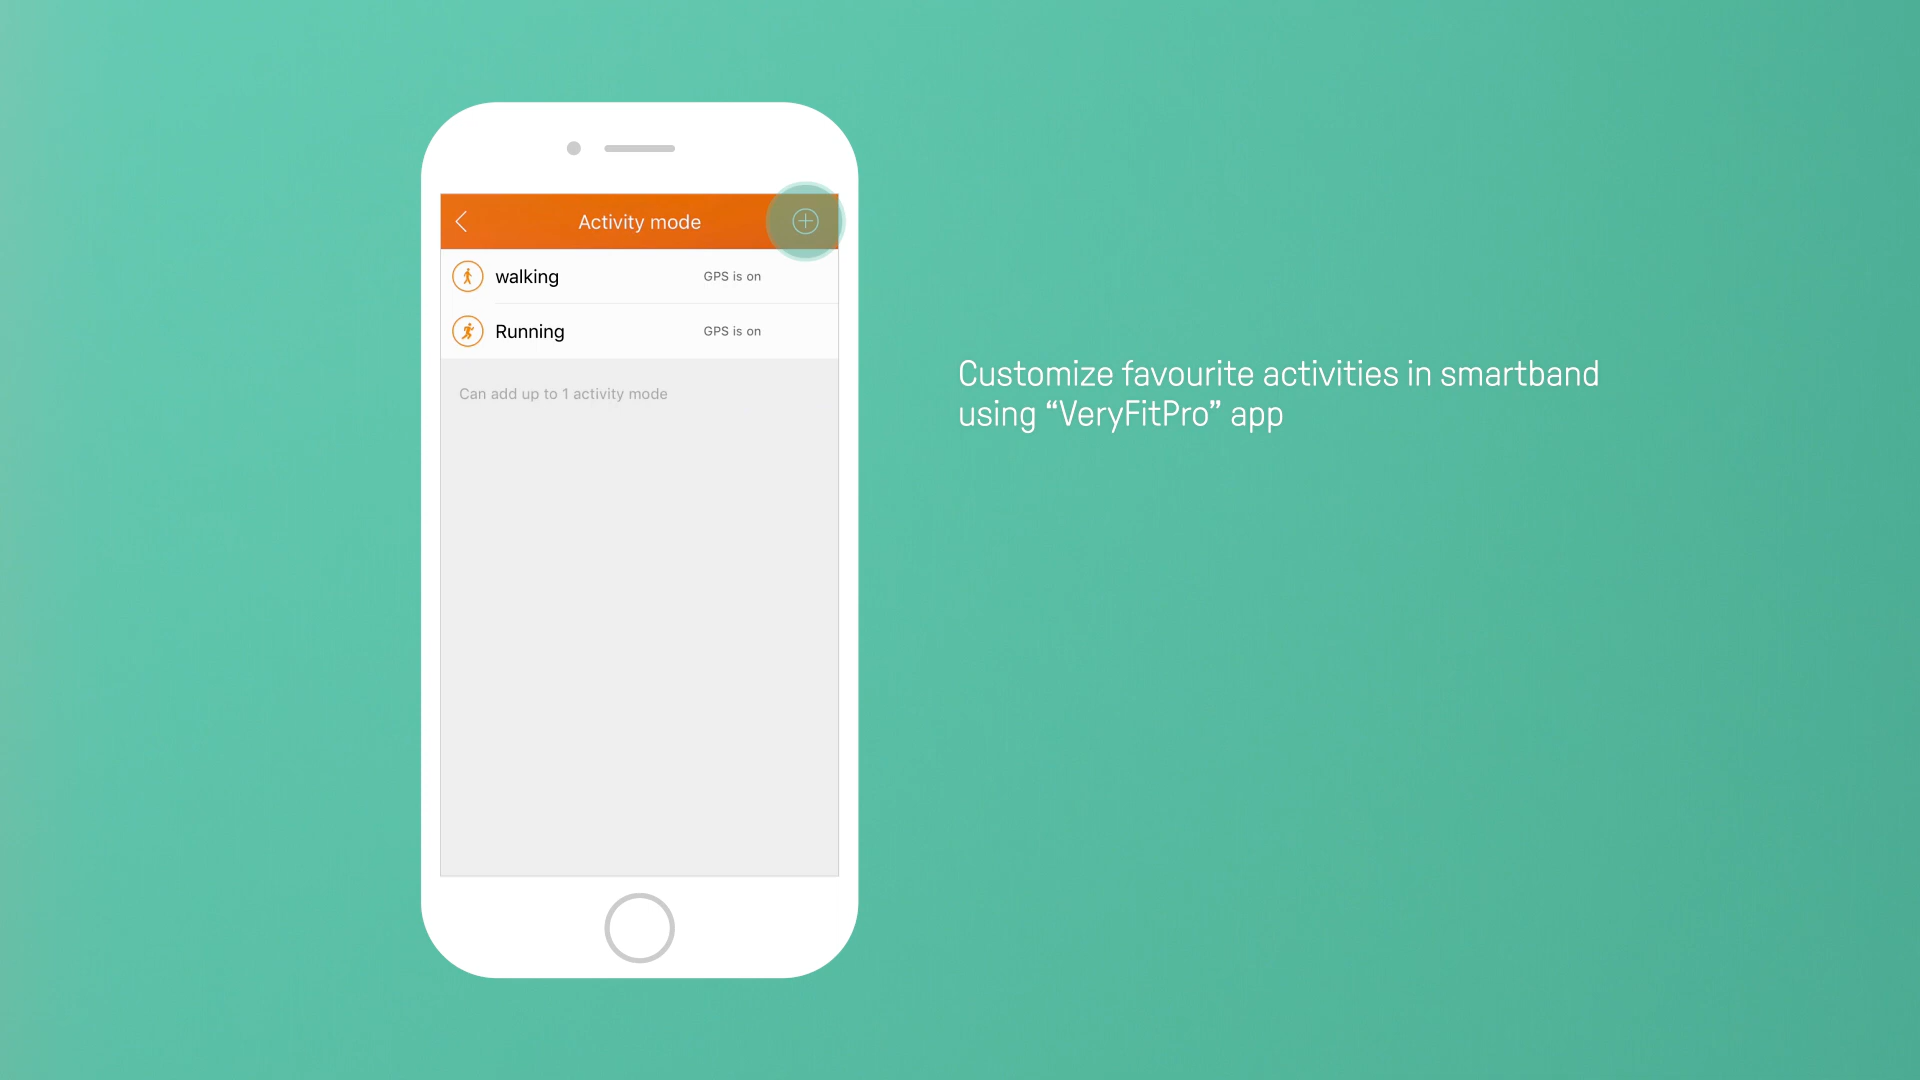 Activity mode
walking GPS is on
Running GPS is on
Can add up to 1 activity mode
Customize favourite activities in smartband
using “VeryFitPro” app